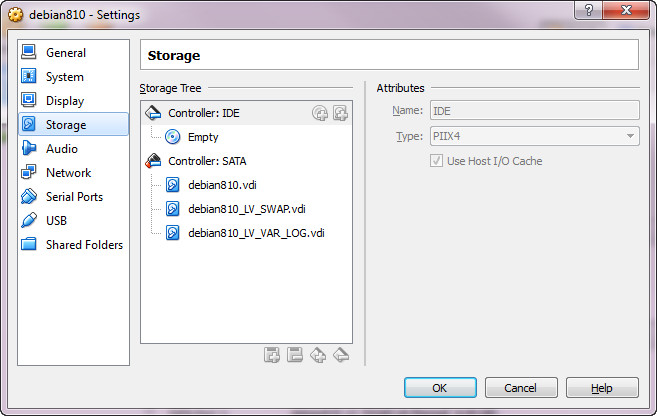 debian810 - Settings
General
System
Display
Storage
Audio
Network
Serial Ports
USB
Shared Folders
Storage
Storage Tree
Controller: IDE
Empty
Controller: SATA
debian810.vdi
debian810_LV_SWAP.vdi
debian810_LV_VAR_LOG.vdi
Attributes
Name: IDE
Type: PIIX4
Use Host I/O Cache
OK Cancel Help